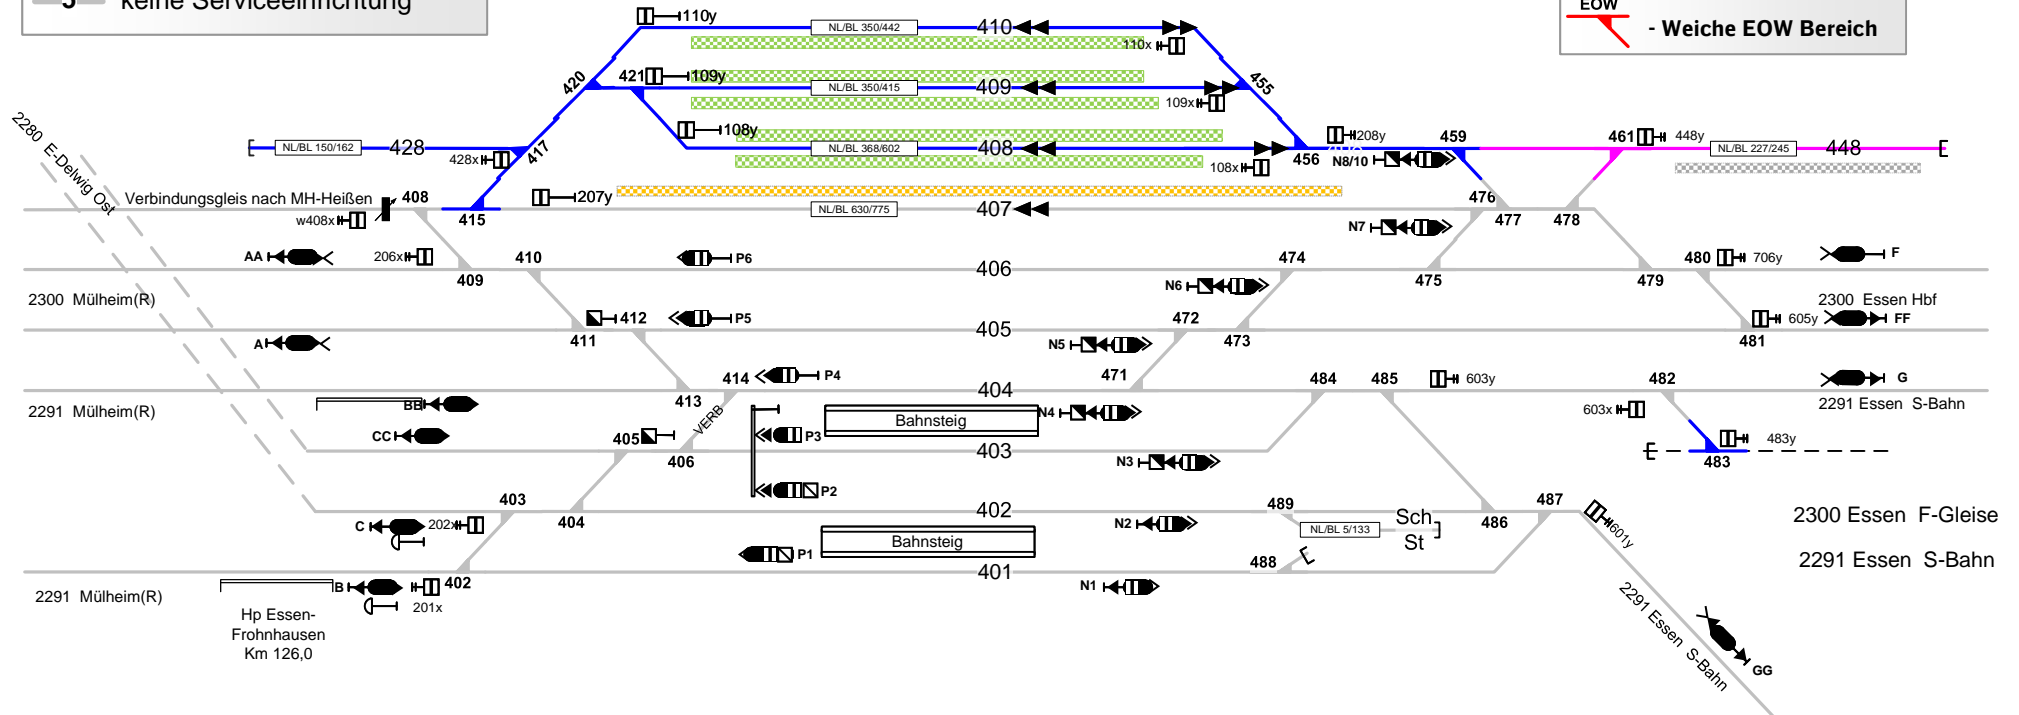 5 keine Serviceeinrichtung
EOW
- Weiche EOW Bereich
110y
NL/BL 350/442
410
110x
420
421
109y
NL/BL 350/415
409
109x
455
2280 E-Delwig Ost
NL/BL 150/162
428
428x
417
108y
NL/BL 368/602
408
108x
456
208y
N8/10
459
461
448y
NL/BL 227/245
448
Verbindungsgleis nach MH-Heißen
408
w408x
415
207y
NL/BL 630/775
407
N7
476
477
478
AA
206x
409
410
P6
406
N6
474
475
479
480
706y
F
2300 Mülheim(R)
2300 Essen Hbf
A
411
412
P5
405
N5
472
473
605y
FF
481
2291 Mülheim(R)
BB
CC
413
414
P4
404
471
484
485
603y
482
G
2291 Essen S-Bahn
VERB
405
406
P3
Bahnsteig
N4
403
N3
603x
483y
483
P2
C
202x
403
404
402
N2
489
NL/BL 5/133
Sch
St
486
487
601y
2300 Essen F-Gleise
P1
Bahnsteig
401
488
2291 Essen S-Bahn
2291 Mülheim(R)
B
201x
402
N1
Hp Essen-
Frohnhausen
Km 126,0
2291 Essen S-Bahn
GG